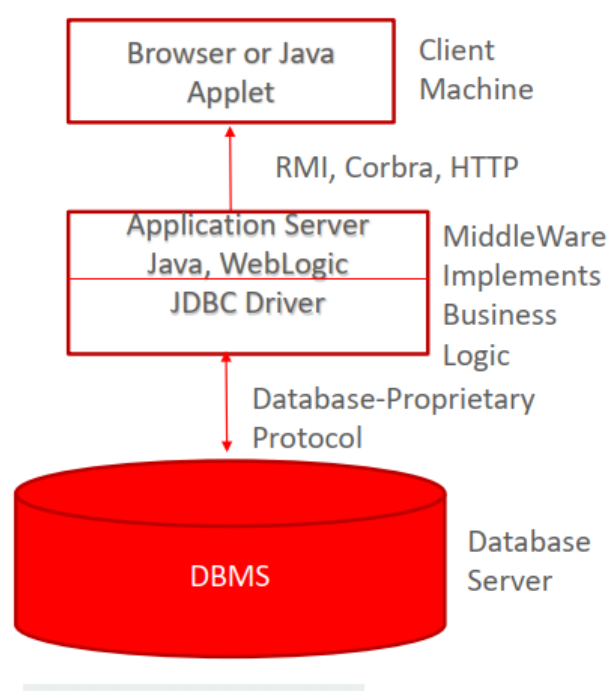 Browser or Java
Applet
Client
Machine
RMI, Corbra, HTTP
Application Server
Java, WebLogic
JDBC Driver
MiddleWare
Implements
Business
Logic
Database-Proprietary
Protocol
DBMS
Database
Server